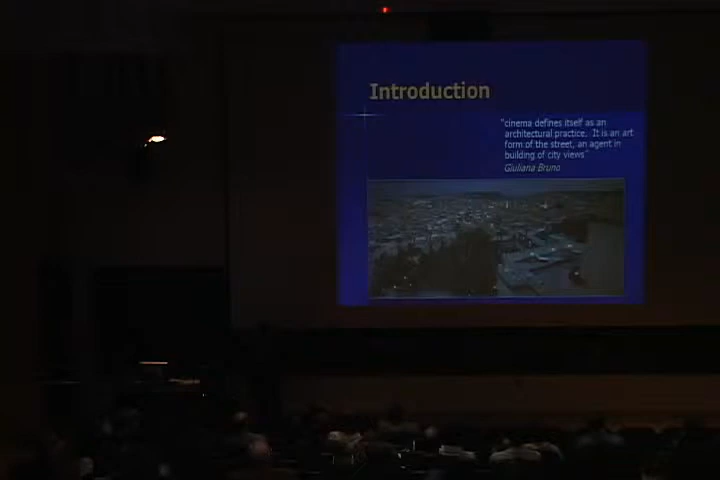 Introduction
"cinema defines itself as an
architectural practice. It is an art
form of the street, an agent in
building of city views"
Giuliana Bruno